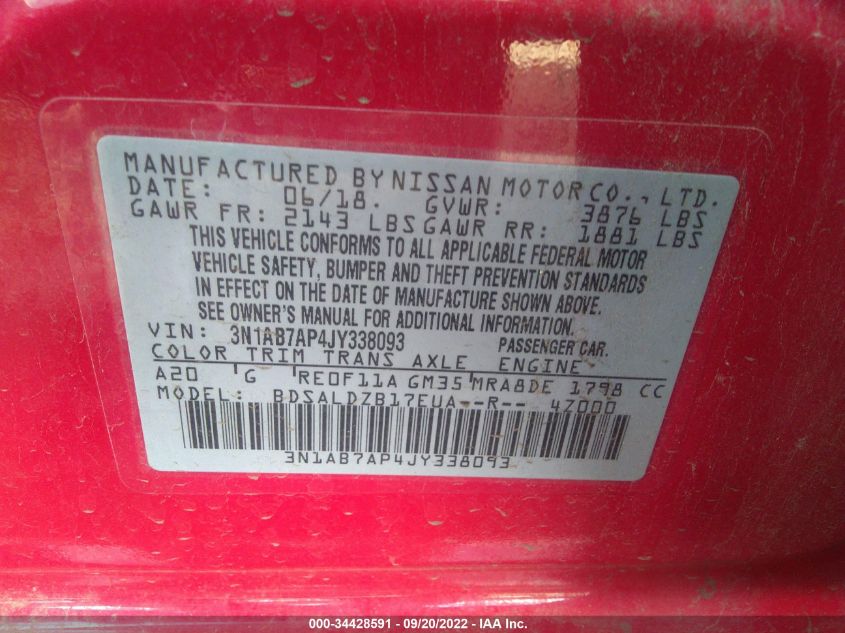 MANUFACTURED BY NISSAN MOTOR CO., LTD.
DATE: 06/18. GVWR: 3876 LBS
GAWR FR: 2143 LBS GAWR RR: 1881 LBS
THIS VEHICLE CONFORMS TO ALL APPLICABLE FEDERAL MOTOR
VEHICLE SAFETY, BUMPER AND THEFT PREVENTION STANDARDS
IN EFFECT ON THE DATE OF MANUFACTURE SHOWN ABOVE.
SEE OWNER'S MANUAL FOR ADDITIONAL INFORMATION.
VIN: 3N1AB7AP4JY338093 PASSENGER CAR.
COLOR TRIM TRANS AXLE ENGINE
A20 G RE0F11A GM35 MRA8DE 1798 CC
MODEL: BDSALDZB17EUA--R-- 47000
3N1AB7AP4JY338093
000-34428591 - 09/20/2022 - IAA Inc.